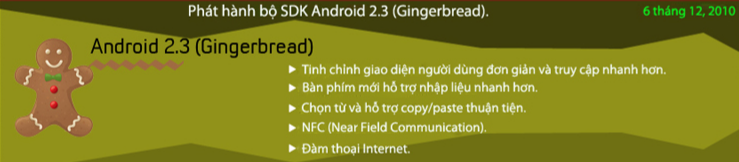 Phát hành bộ SDK Android 2.3 (Gingerbread).
6 tháng 12, 2010
Android 2.3 (Gingerbread)
► Tinh chỉnh giao diện người dùng đơn giản và truy cập nhanh hơn.
► Bàn phím mới hỗ trợ nhập liệu nhanh hơn.
► Chọn từ và hỗ trợ copy/paste thuận tiện.
► NFC (Near Field Communication).
► Đàm thoại Internet.